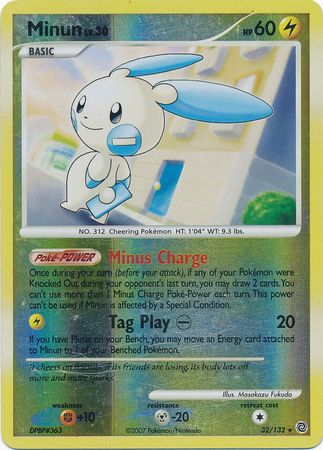 Minun LV.30 HP 60
BASIC
NO. 312 Cheering Pokémon HT: 1'04" WT: 9.3 lbs.
Poké-POWER Minus Charge
Once during your turn (before your attack), if any of your Pokémon were
Knocked Out during your opponent's last turn, you may draw 2 cards. You
can't use more than 1 Minus Charge Poké-Power each turn. This power can't
be used if Minun is affected by a Special Condition.
Tag Play 20
If you have Plusle on your Bench, you may move an Energy card attached
to Minun to 1 of your Benched Pokémon.
It cheers on friends. if its friends are losing, its body lets off
more and more sparks.
Illus. Masakazu Fukuda
weakness resistance retreat cost
+10 -20
DPBP#363 ©2007 Pokémon/Nintendo 32/132 ★